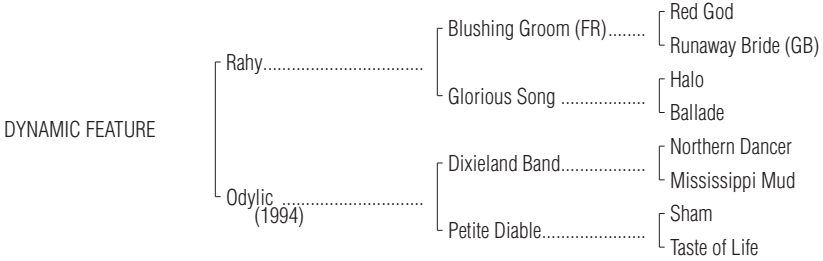 Red God
Blushing Groom (FR)........
Runaway Bride (GB)
Rahy..................................
Halo
Glorious Song ..................
Ballade
DYNAMIC FEATURE
Northern Dancer
Dixieland Band..................
Mississippi Mud
Odylic ..............................
(1994)
Sham
Petite Diable......................
Taste of Life